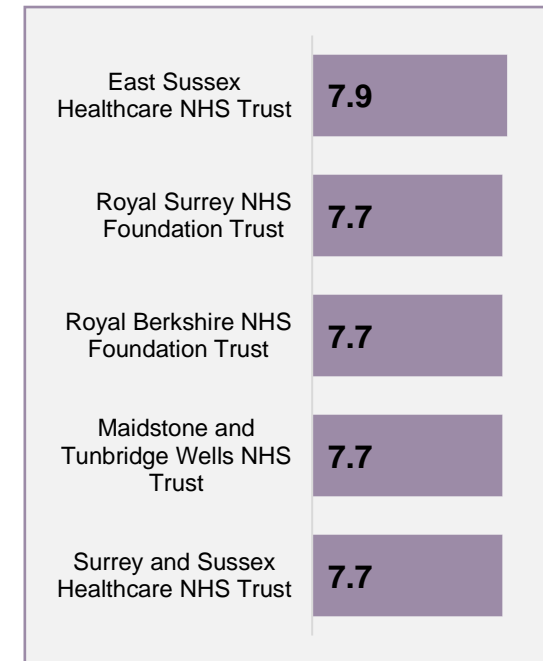 East Sussex
Healthcare NHS Trust
7.9
Royal Surrey NHS
Foundation Trust
7.7
Royal Berkshire NHS
Foundation Trust
7.7
Maidstone and
Tunbridge Wells NHS
Trust
7.7
Surrey and Sussex
Healthcare NHS Trust
7.7